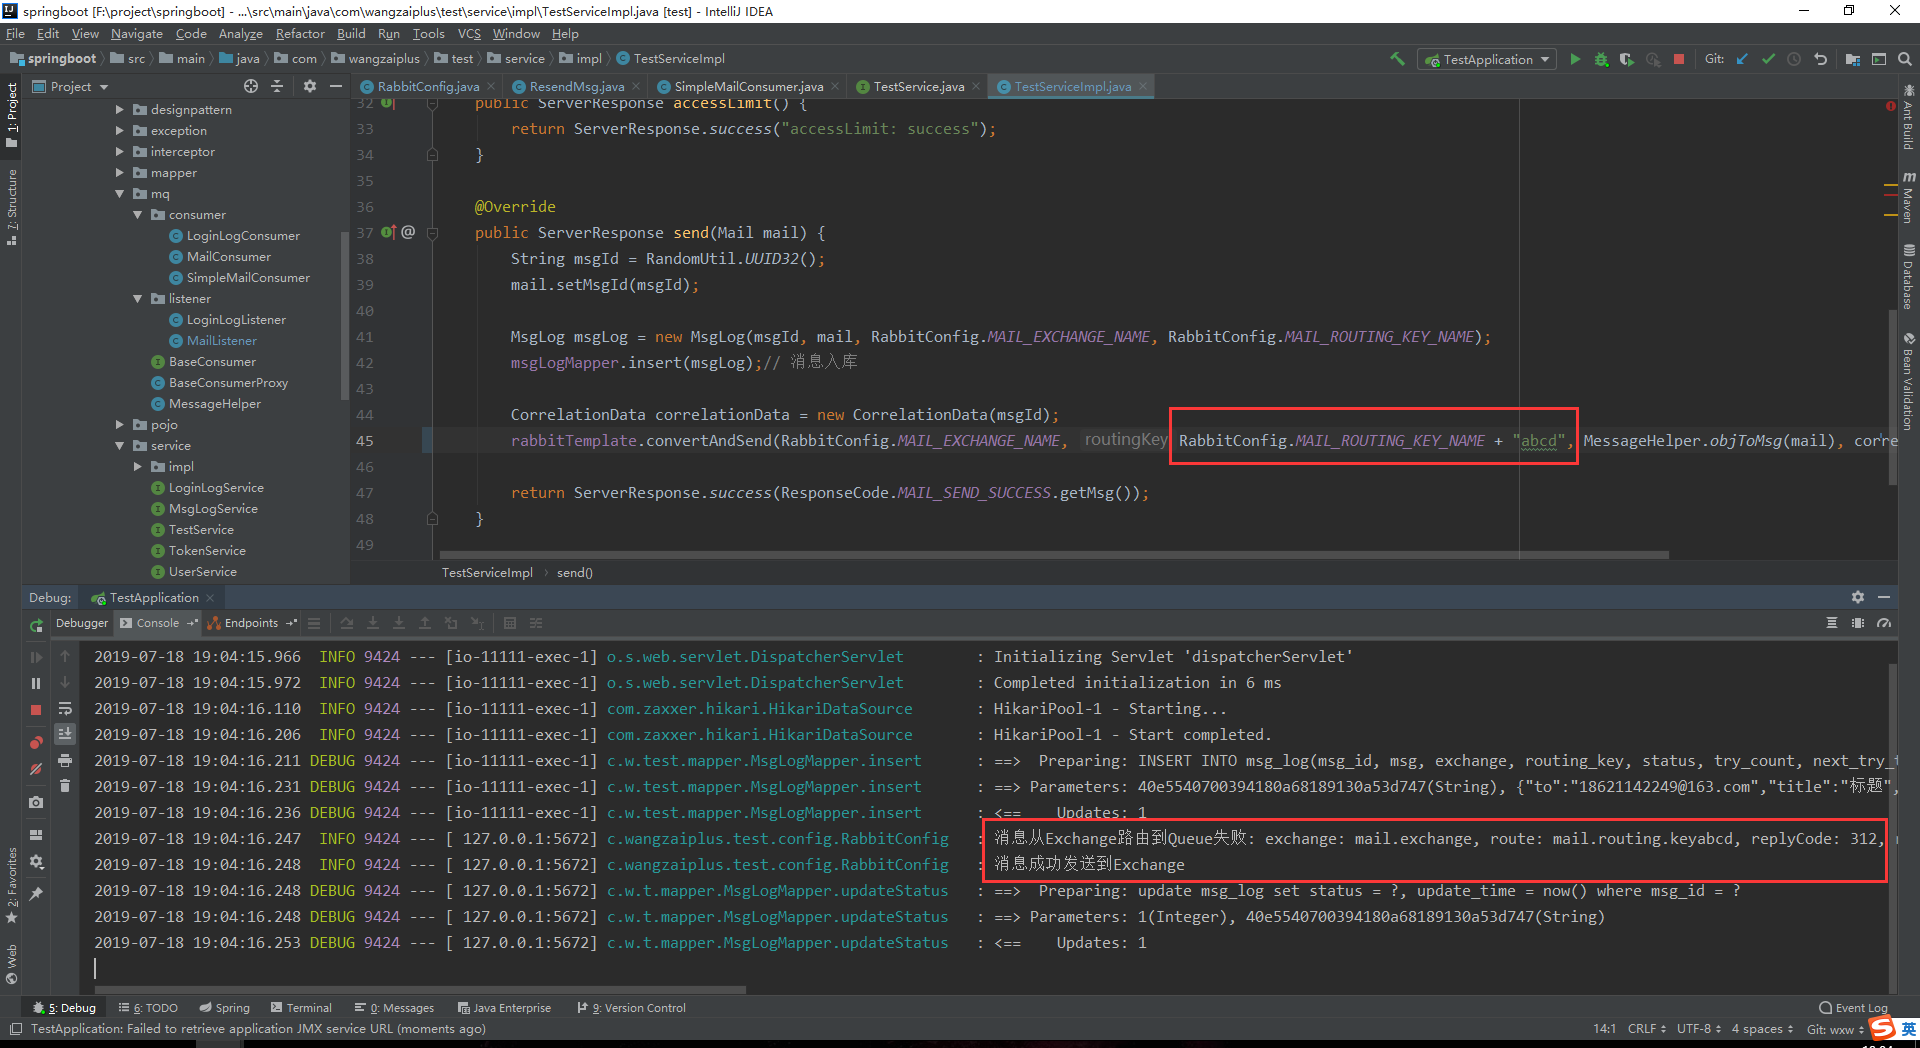 springboot [F:\project\springboot] - ...\src\main\java\com\wangzaiplus\test\service\impl\TestServiceImpl.java [test] - IntelliJ IDEA
File Edit View Navigate Code Analyze Refactor Build Run Tools VCS Window Help
springboot src main java com wangzaiplus test service impl TestServiceImpl
TestApplication Git:
Project
RabbitConfig.java ResendMsg.java SimpleMailConsumer.java TestService.java TestServiceImpl.java
1: Project
7: Structure
2: Favorites
Web
designpattern
exception
interceptor
mapper
mq
consumer
LoginLogConsumer
MailConsumer
SimpleMailConsumer
listener
LoginLogListener
MailListener
BaseConsumer
BaseConsumerProxy
MessageHelper
pojo
service
impl
LoginLogService
MsgLogService
TestService
TokenService
UserService
32 public ServerResponse accessLimit() {
33 return ServerResponse.success("accessLimit: success");
34 }
35
36 @Override
37 public ServerResponse send(Mail mail) {
38 String msgId = RandomUtil.UUID32();
39 mail.setMsgId(msgId);
40
41 MsgLog msgLog = new MsgLog(msgId, mail, RabbitConfig.MAIL_EXCHANGE_NAME, RabbitConfig.MAIL_ROUTING_KEY_NAME);
42 msgLogMapper.insert(msgLog);// 消息入库
43
44 CorrelationData correlationData = new CorrelationData(msgId);
45 rabbitTemplate.convertAndSend(RabbitConfig.MAIL_EXCHANGE_NAME, routingKey RabbitConfig.MAIL_ROUTING_KEY_NAME + "abcd", MessageHelper.objToMsg(mail), corre
46
47 return ServerResponse.success(ResponseCode.MAIL_SEND_SUCCESS.getMsg());
48 }
49
TestServiceImpl send()
Ant Build
Maven
Database
Bean Validation
Debug: TestApplication
Debugger Console Endpoints
2019-07-18 19:04:15.966 INFO 9424 --- [io-11111-exec-1] o.s.web.servlet.DispatcherServlet : Initializing Servlet 'dispatcherServlet'
2019-07-18 19:04:15.972 INFO 9424 --- [io-11111-exec-1] o.s.web.servlet.DispatcherServlet : Completed initialization in 6 ms
2019-07-18 19:04:16.110 INFO 9424 --- [io-11111-exec-1] com.zaxxer.hikari.HikariDataSource : HikariPool-1 - Starting...
2019-07-18 19:04:16.206 INFO 9424 --- [io-11111-exec-1] com.zaxxer.hikari.HikariDataSource : HikariPool-1 - Start completed.
2019-07-18 19:04:16.211 DEBUG 9424 --- [io-11111-exec-1] c.w.test.mapper.MsgLogMapper.insert : ==> Preparing: INSERT INTO msg_log(msg_id, msg, exchange, routing_key, status, try_count, next_try_t
2019-07-18 19:04:16.231 DEBUG 9424 --- [io-11111-exec-1] c.w.test.mapper.MsgLogMapper.insert : ==> Parameters: 40e5540700394180a68189130a53d747(String), {"to":"18621142249@163.com","title":"标题",
2019-07-18 19:04:16.236 DEBUG 9424 --- [io-11111-exec-1] c.w.test.mapper.MsgLogMapper.insert : <== Updates: 1
2019-07-18 19:04:16.247 INFO 9424 --- [ 127.0.0.1:5672] c.wangzaiplus.test.config.RabbitConfig : 消息从Exchange路由到Queue失败: exchange: mail.exchange, route: mail.routing.keyabcd, replyCode: 312,
2019-07-18 19:04:16.248 INFO 9424 --- [ 127.0.0.1:5672] c.wangzaiplus.test.config.RabbitConfig : 消息成功发送到Exchange
2019-07-18 19:04:16.248 DEBUG 9424 --- [ 127.0.0.1:5672] c.w.t.mapper.MsgLogMapper.updateStatus : ==> Preparing: update msg_log set status = ?, update_time = now() where msg_id = ?
2019-07-18 19:04:16.248 DEBUG 9424 --- [ 127.0.0.1:5672] c.w.t.mapper.MsgLogMapper.updateStatus : ==> Parameters: 1(Integer), 40e5540700394180a68189130a53d747(String)
2019-07-18 19:04:16.253 DEBUG 9424 --- [ 127.0.0.1:5672] c.w.t.mapper.MsgLogMapper.updateStatus : <== Updates: 1
5: Debug 6: TODO Spring Terminal 0: Messages Java Enterprise 9: Version Control Event Log
TestApplication: Failed to retrieve application JMX service URL (moments ago) 14:1 CRLF UTF-8 4 spaces Git: wxw
英